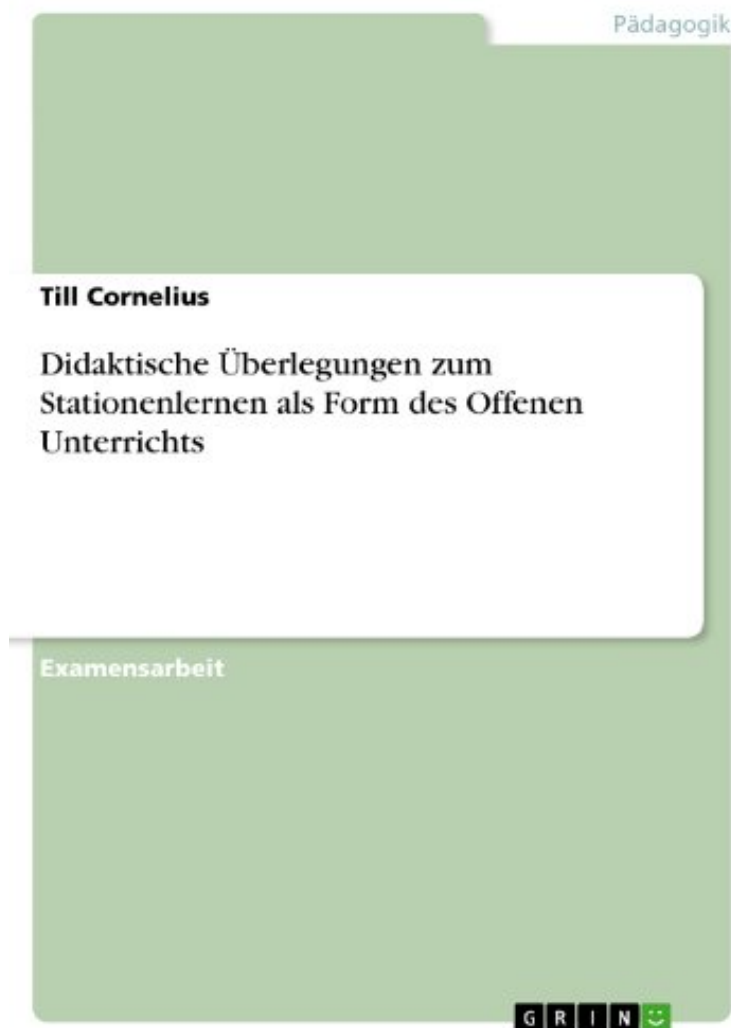 Pädagogik
Till Cornelius
Didaktische Überlegungen zum
Stationenlernen als Form des Offenen
Unterrichts
Examensarbeit
GRIN